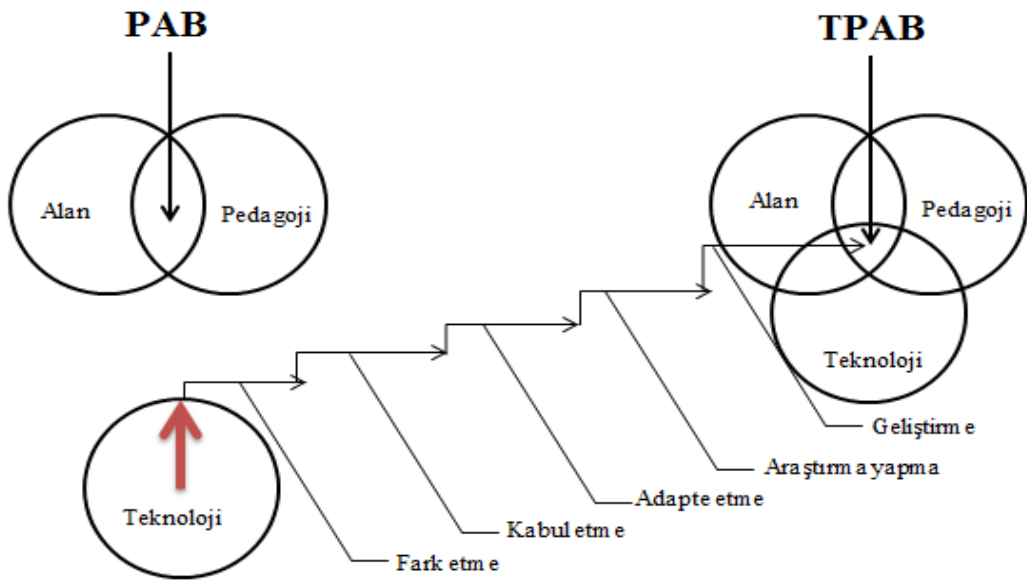 PAB
TPAB
Alan
Pedagoji
Alan
Pedagoji
Teknoloji
Teknoloji
Geliştirme
Araştırma yapma
Adapte etme
Kabul etme
Fark etme